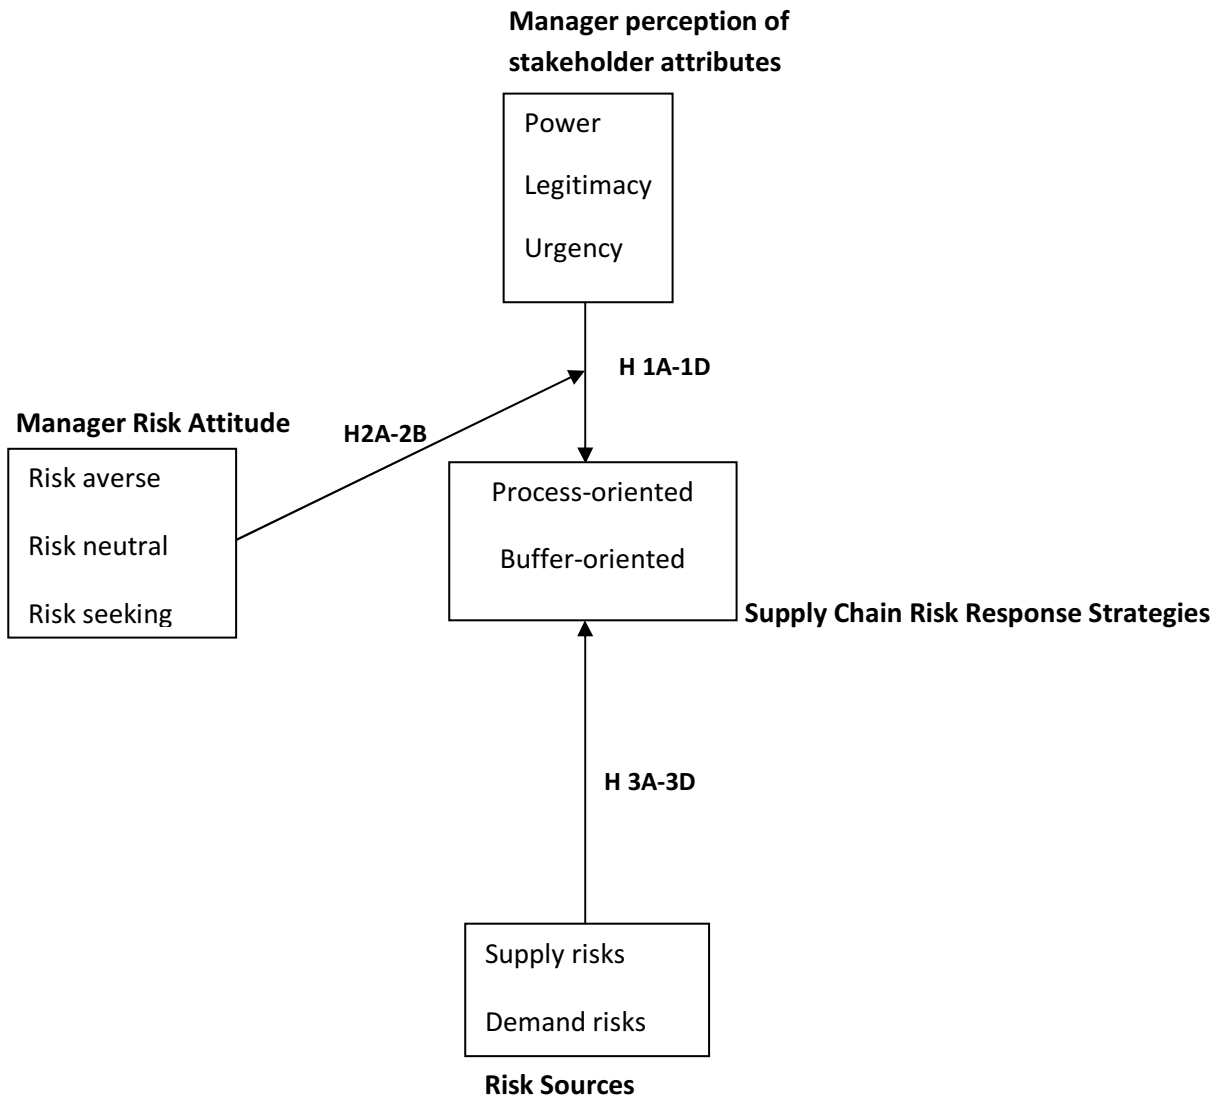 Manager perception of
stakeholder attributes
Power
Legitimacy
Urgency
H 1A-1D
Manager Risk Attitude
H2A-2B
Risk averse
Risk neutral
Risk seeking
Process-oriented
Buffer-oriented
Supply Chain Risk Response Strategies
H 3A-3D
Supply risks
Demand risks
Risk Sources